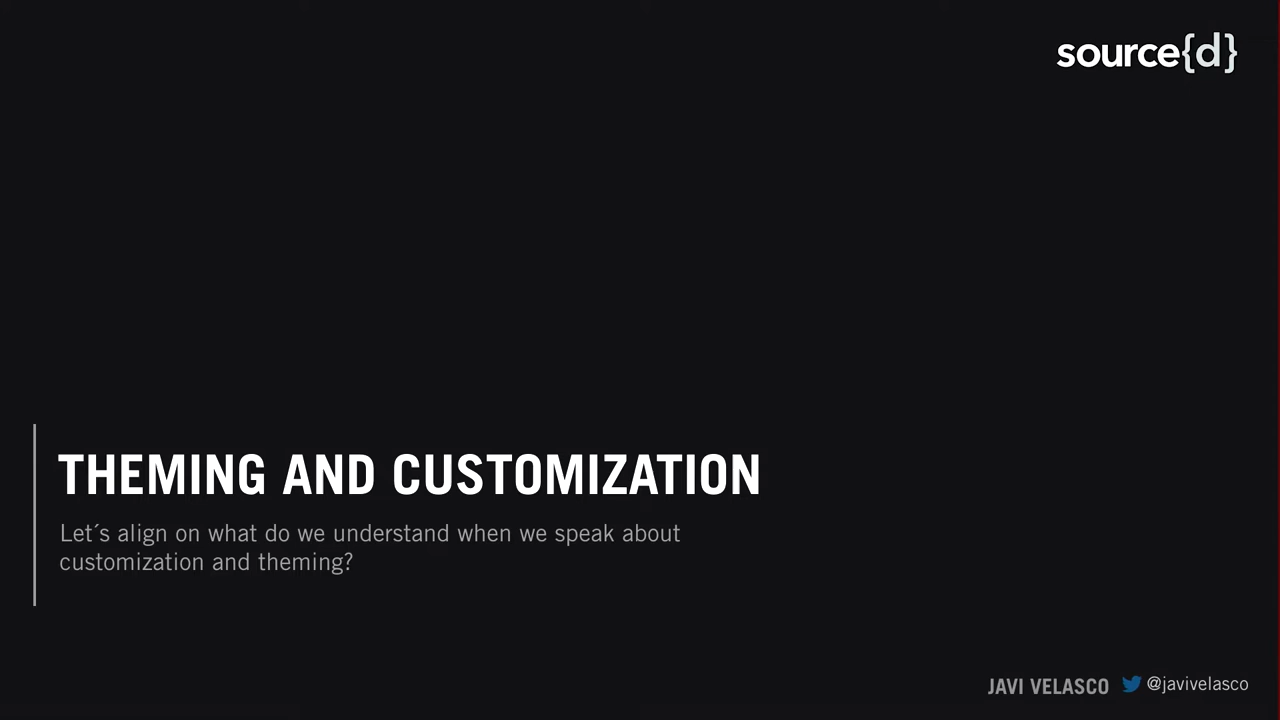 source{d}
THEMING AND CUSTOMIZATION
Let´s align on what do we understand when we speak about
customization and theming?
JAVI VELASCO @javivelasco